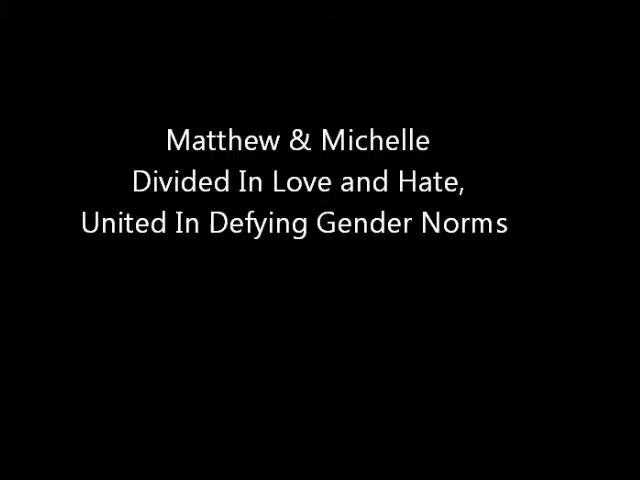 Matthew & Michelle
Divided In Love and Hate,
United In Defying Gender Norms